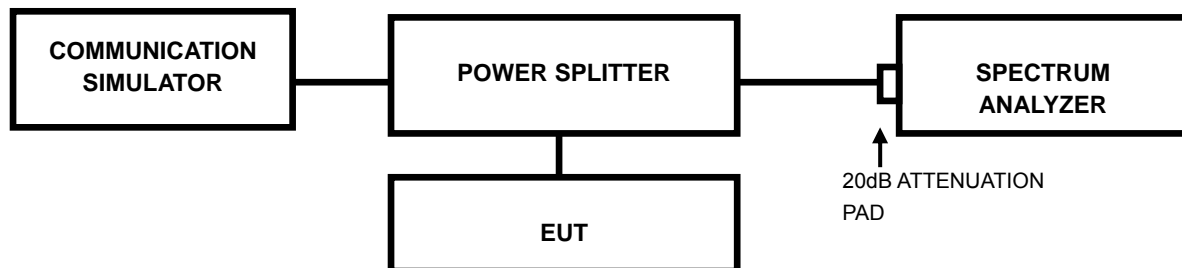 COMMUNICATION
SIMULATOR
POWER SPLITTER
SPECTRUM
ANALYZER
20dB ATTENUATION
PAD
EUT